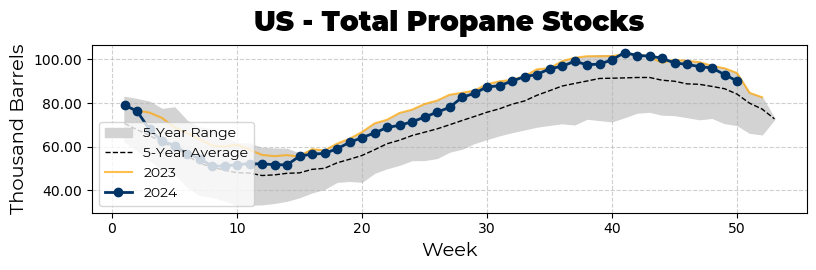 US - Total Propane Stocks
Thousand Barrels
100.00
80.00
60.00
40.00
5-Year Range
5-Year Average
2023
2024
0
10
20
30
40
50
Week